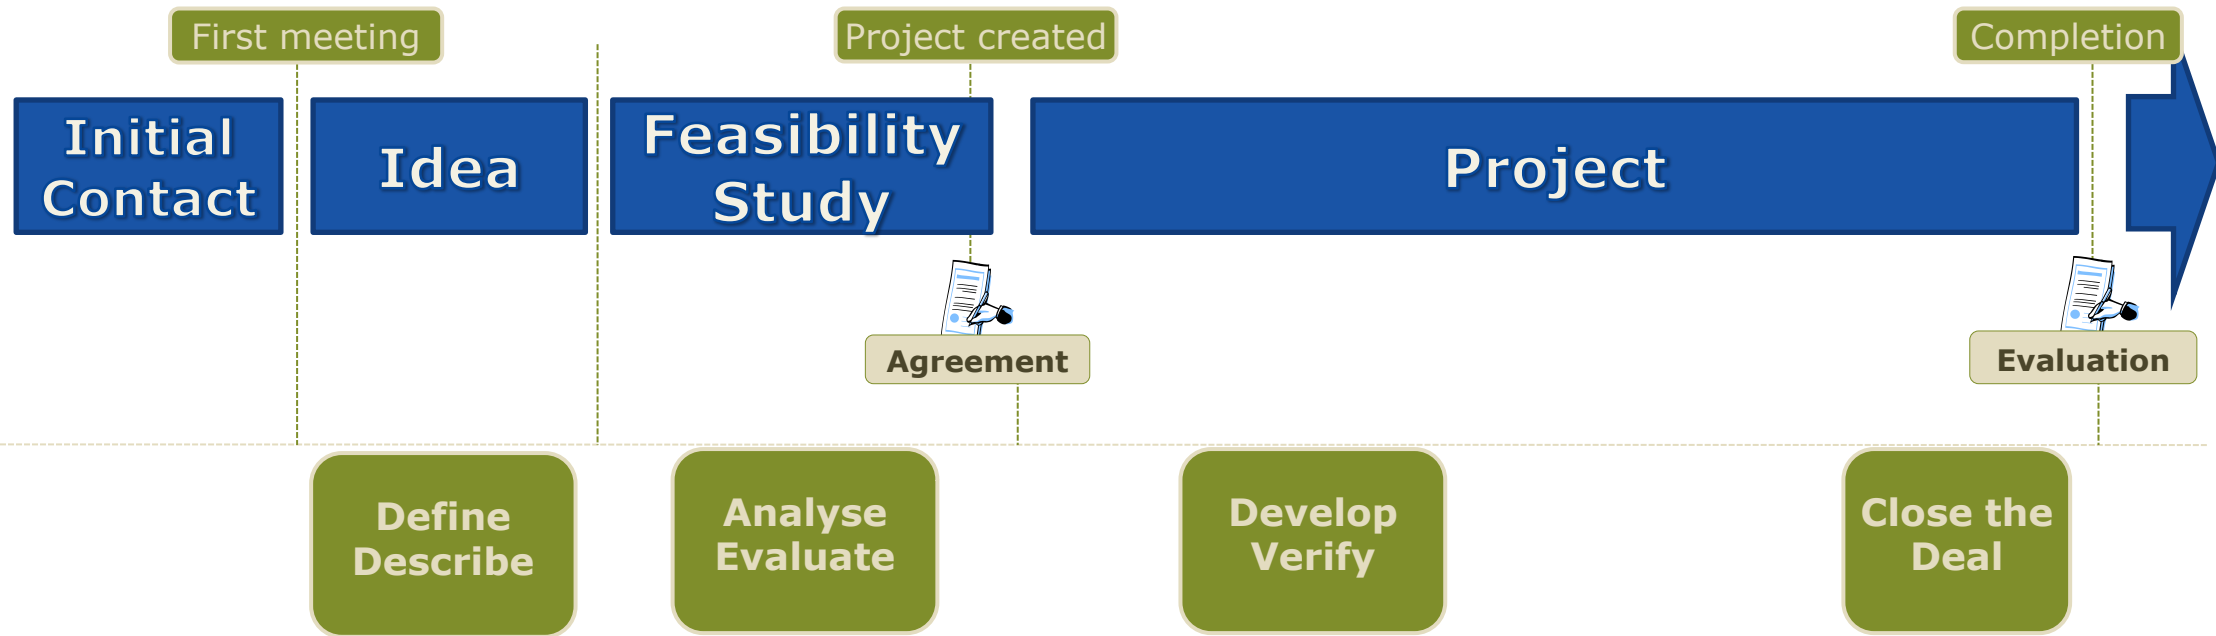 First meeting
Project created
Completion
Initial
Contact
Idea
Feasibility
Study
Project
Agreement
Evaluation
Define
Describe
Analyse
Evaluate
Develop
Verify
Close the
Deal